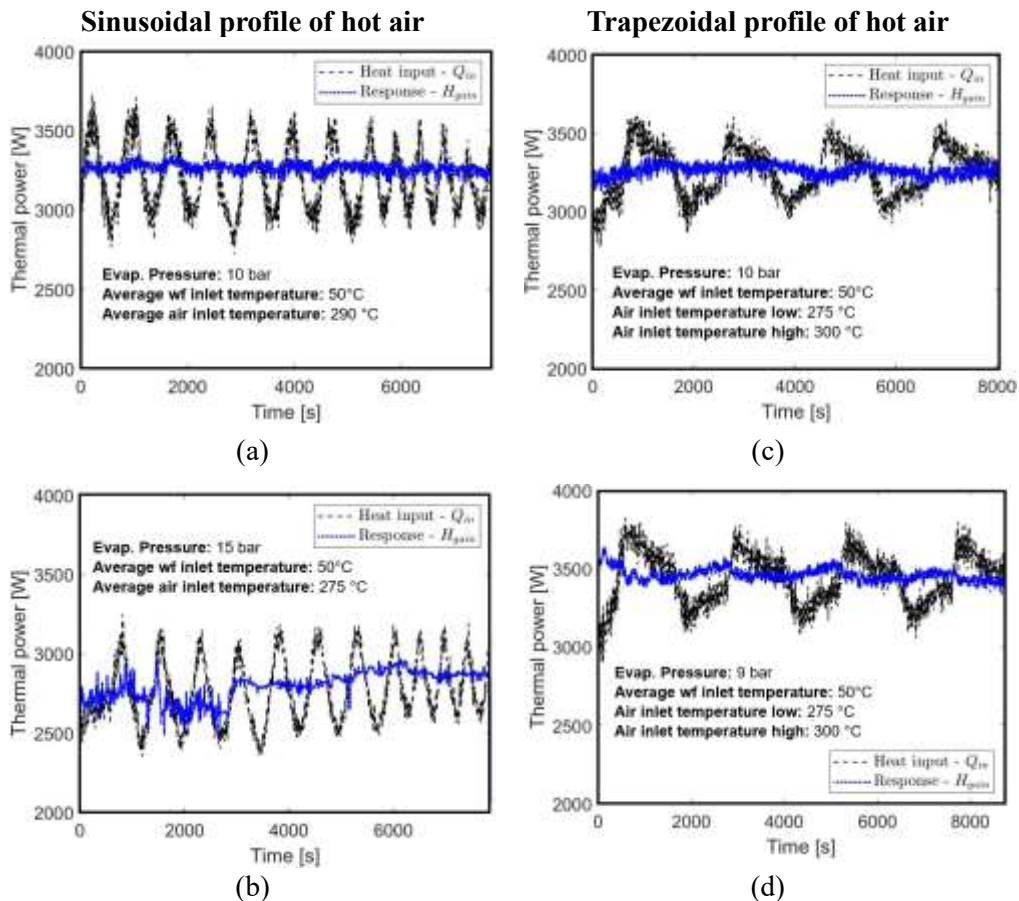 Sinusoidal profile of hot air
4000
3500
3000
2500
2000
Thermal power [W]
Heat input - Q_in
Response - H_gain
Evap. Pressure: 10 bar
Average wf inlet temperature: 50°C
Average air inlet temperature: 290 °C
0 2000 4000 6000
Time [s]
(a)
Trapezoidal profile of hot air
4000
3500
3000
2500
2000
Thermal power [W]
Heat input - Q_in
Response - H_gain
Evap. Pressure: 10 bar
Average wf inlet temperature: 50°C
Air inlet temperature low: 275 °C
Air inlet temperature high: 300 °C
0 2000 4000 6000 8000
Time [s]
(c)
4000
3500
3000
2500
2000
Thermal power [W]
Heat input - Q_in
Response - H_gain
Evap. Pressure: 15 bar
Average wf inlet temperature: 50°C
Average air inlet temperature: 275 °C
0 2000 4000 6000
Time [s]
(b)
4000
3500
3000
2500
2000
Thermal power [W]
Evap. Pressure: 9 bar
Average wf inlet temperature: 50°C
Air inlet temperature low: 275 °C
Air inlet temperature high: 300 °C
Heat input - Q_in
Response - H_gain
0 2000 4000 6000 8000
Time [s]
(d)